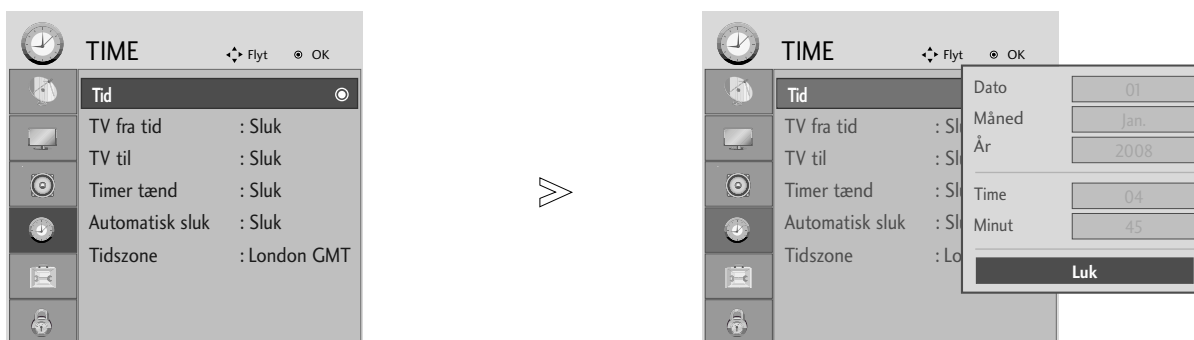 TIME Flyt OK
Tid
TV fra tid : Sluk
TV til : Sluk
Timer tænd : Sluk
Automatisk sluk : Sluk
Tidszone : London GMT
TIME Flyt OK
Tid
TV fra tid : Sl
TV til : Sl
Timer tænd : Sl
Automatisk sluk : Sl
Tidszone : Lo
Dato 01
Måned Jan.
År 2008
Time 04
Minut 45
Luk